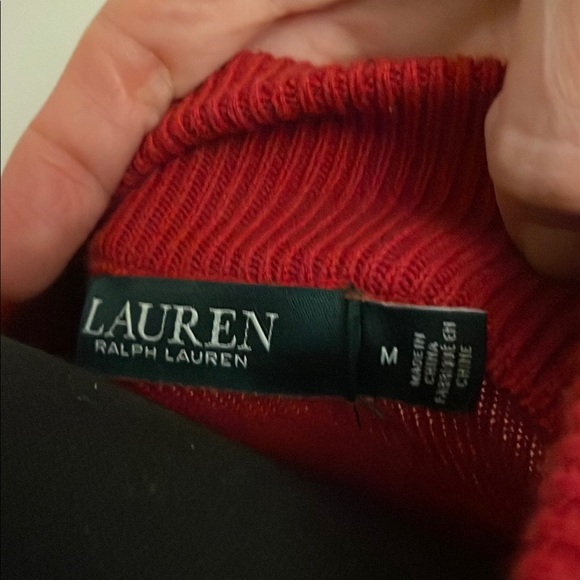 LAUREN
RALPH LAUREN
M
MADE IN
CHINA
FABRIQUÉ EN
CHINE